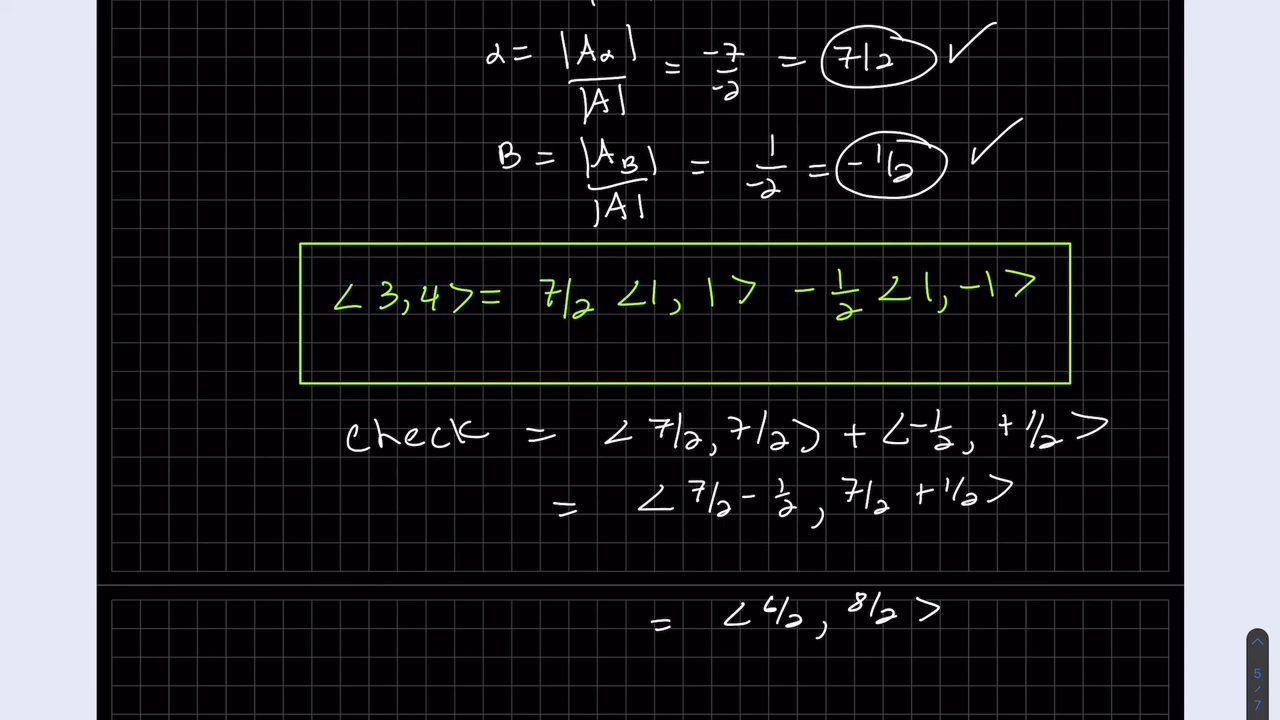 α = |Aα| / |A| = -7/-2 = 7/2 ✓
B = |AB| / |A| = 1/-2 = -1/2 ✓
< 3,4 > = 7/2 <1, 1 > - 1/2 <1, -1>
check = < 7/2, 7/2 > + < -1/2, +1/2 >
= < 7/2 - 1/2, 7/2 + 1/2 >
= < 6/2, 8/2 >
5 / 7